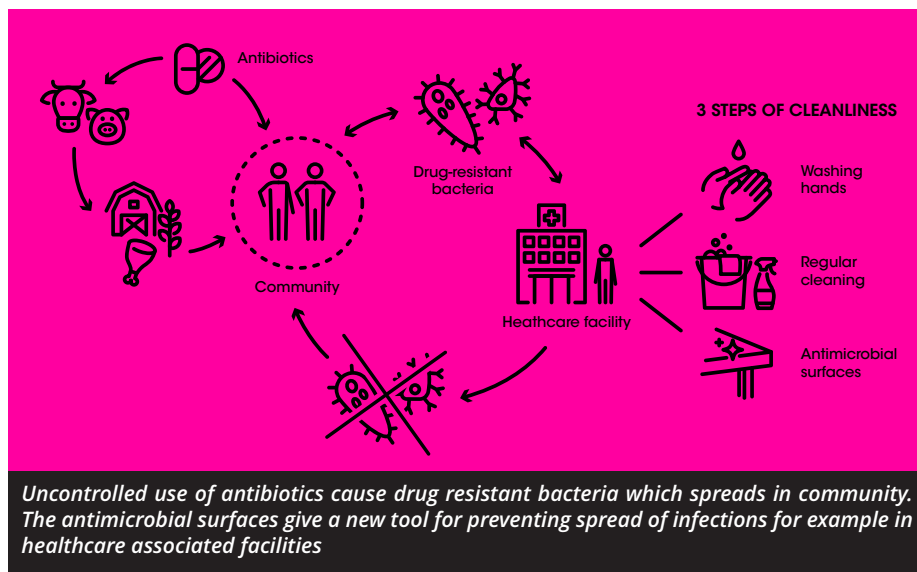 Antibiotics
3 STEPS OF CLEANLINESS
Drug-resistant
bacteria
Washing
hands
Community
Regular
cleaning
Heathcare facility
Antimicrobial
surfaces
Uncontrolled use of antibiotics cause drug resistant bacteria which spreads in community.
The antimicrobial surfaces give a new tool for preventing spread of infections for example in
healthcare associated facilities